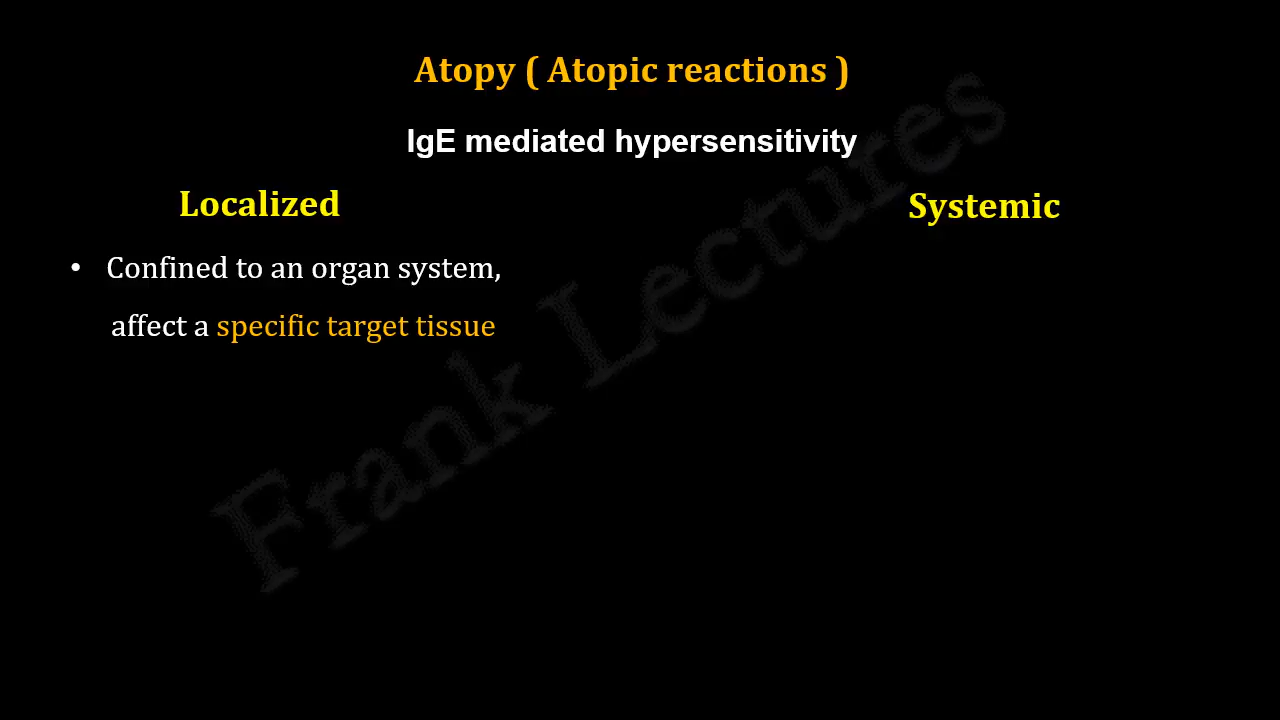 Atopy ( Atopic reactions )
IgE mediated hypersensitivity
Localized
Systemic
• Confined to an organ system,
affect a specific target tissue
Frank Lectures